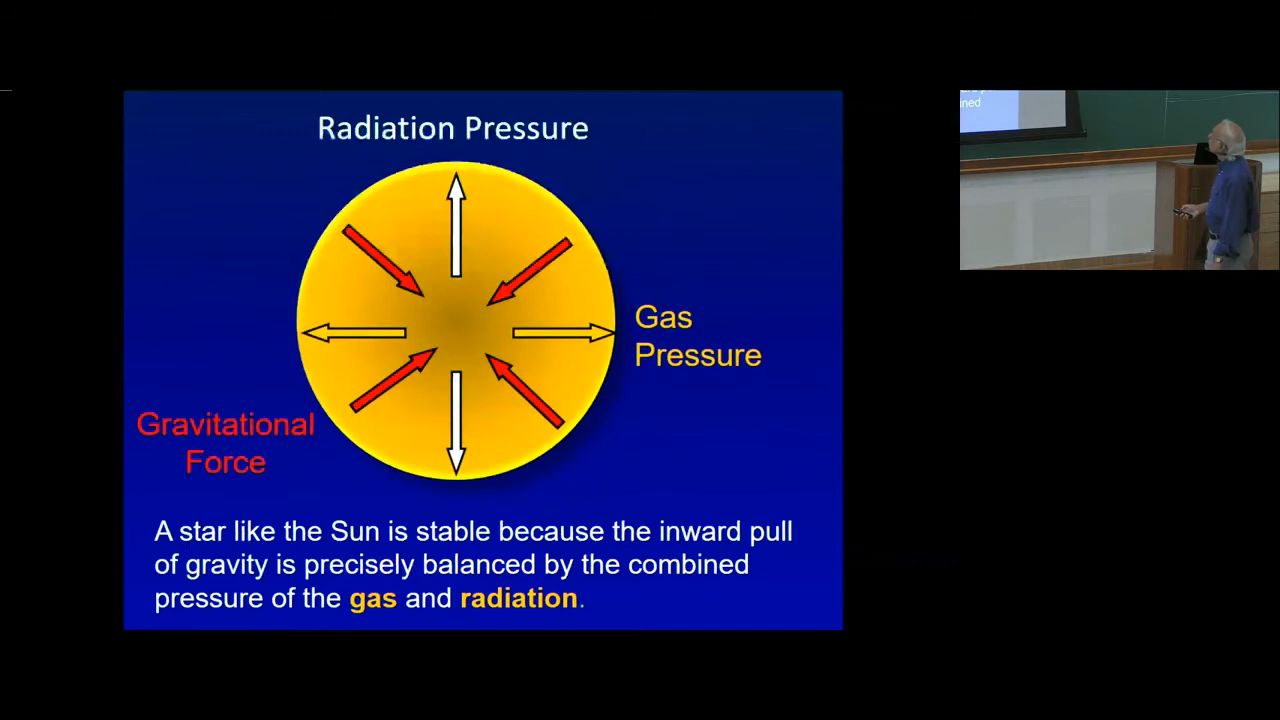 Radiation Pressure
Gas
Pressure
Gravitational
Force
A star like the Sun is stable because the inward pull
of gravity is precisely balanced by the combined
pressure of the gas and radiation.